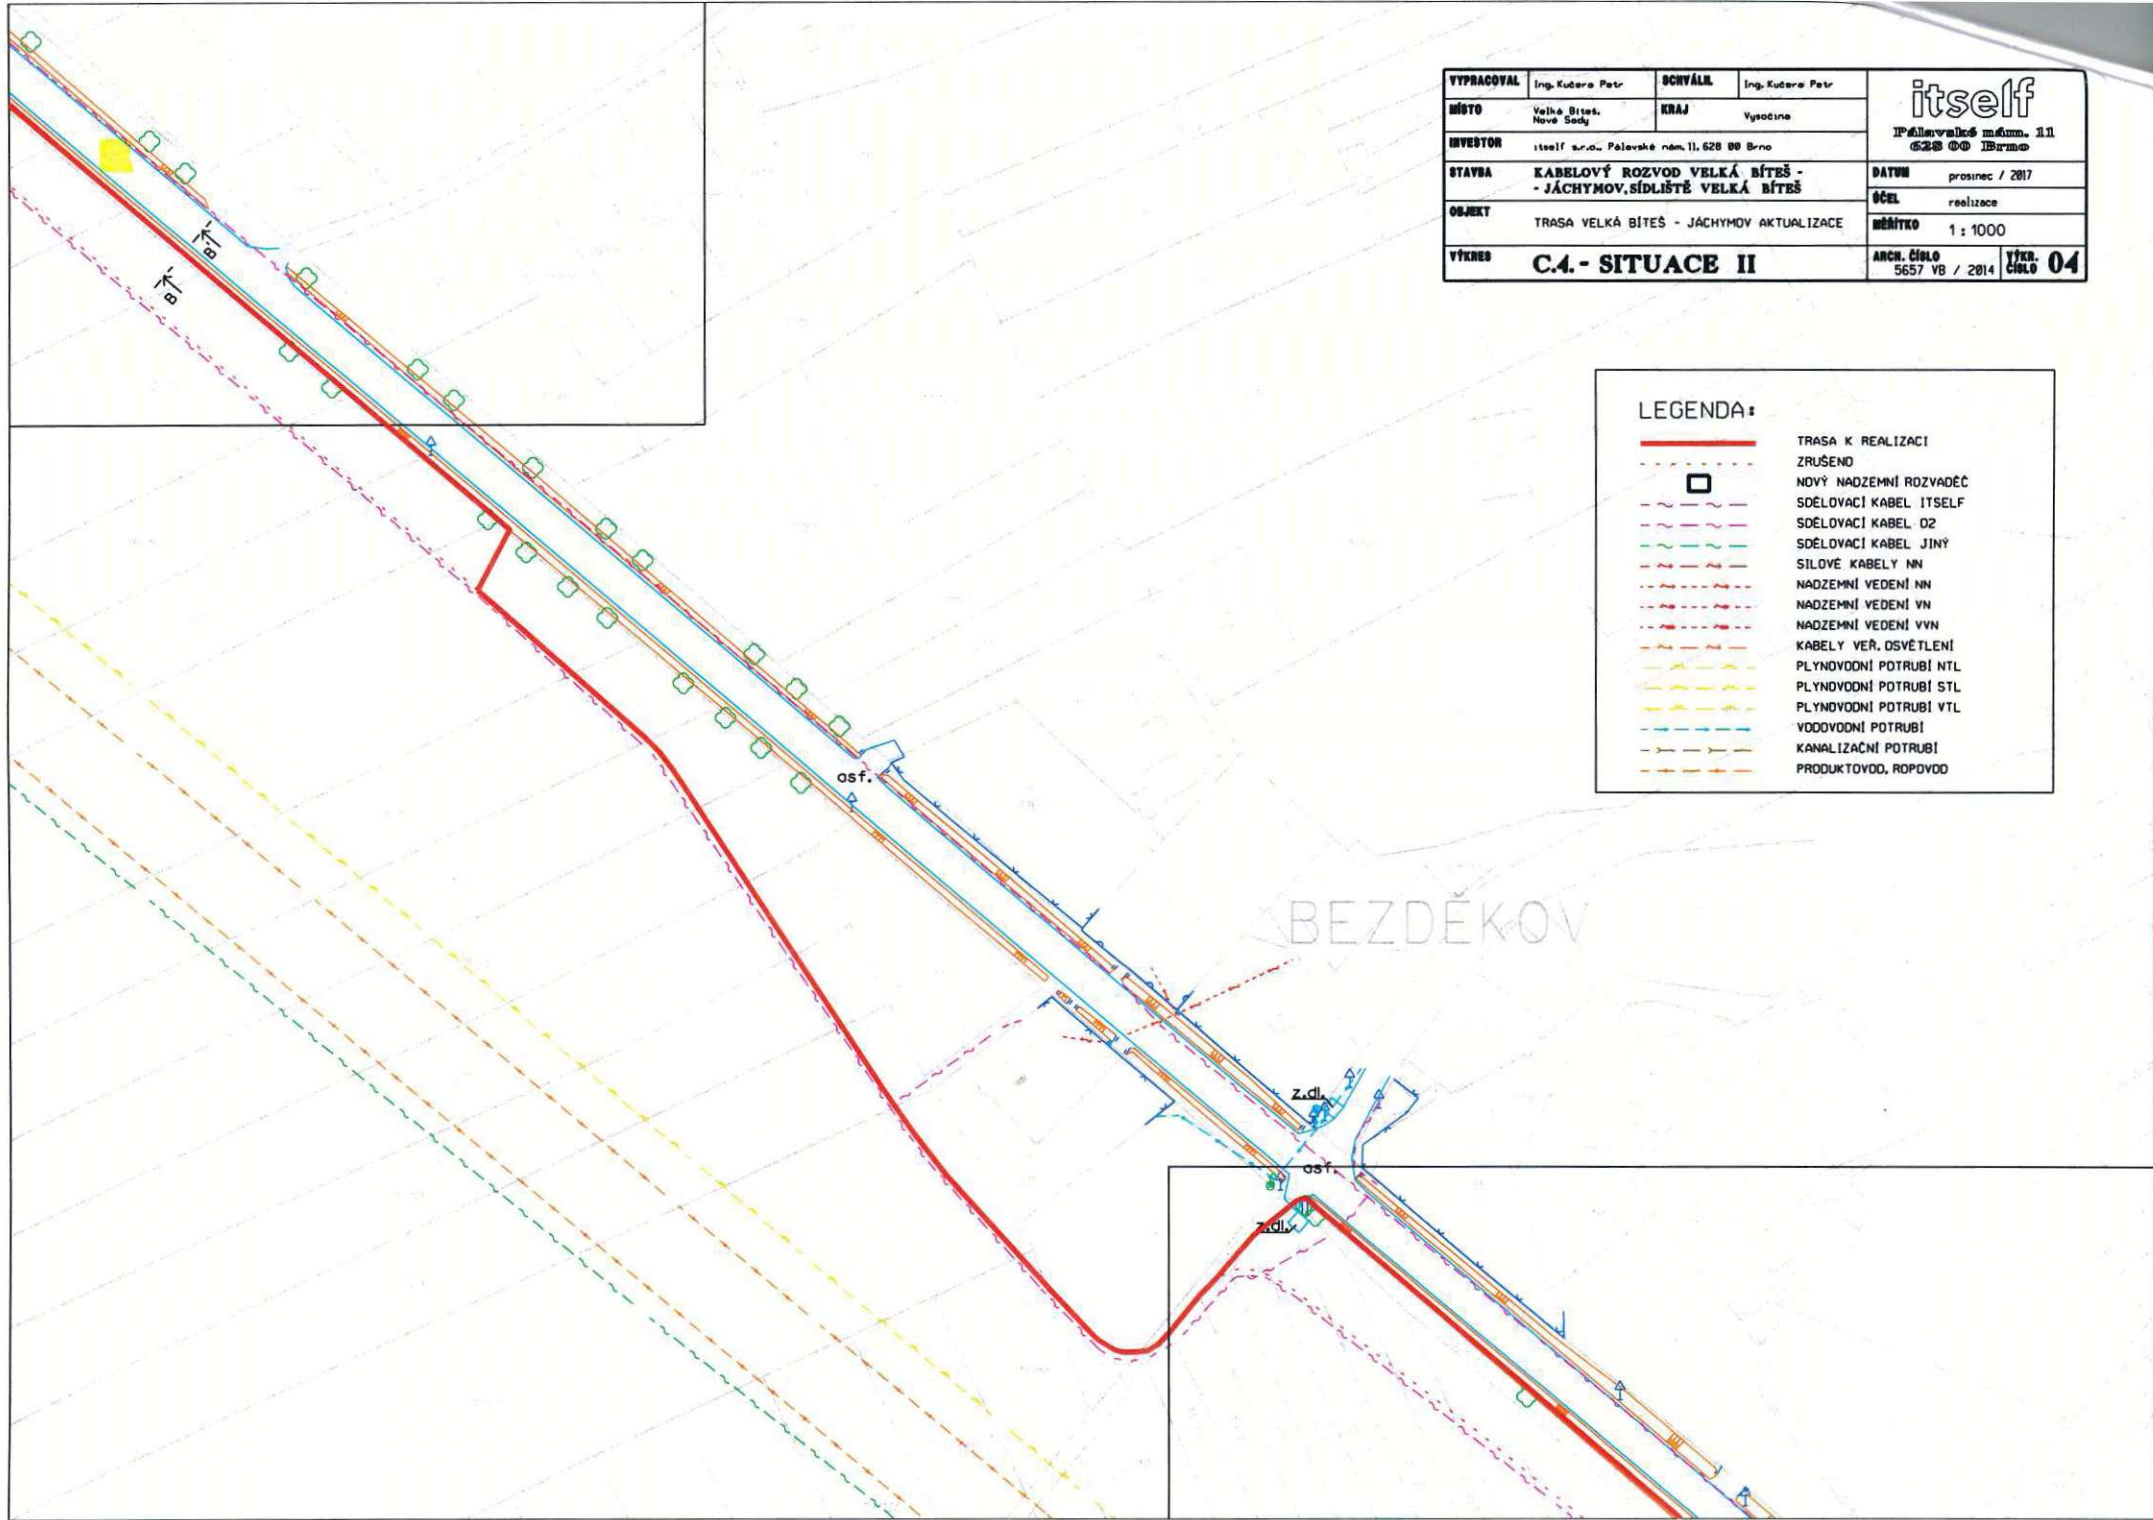 VYPRACOVAL Ing. Kučera Petr SCHVÁLIL Ing. Kučera Petr
itself
MÍSTO Velká Bíteš, Nové Sady KRAJ Vysočina
Pálavské nám. 11
628 00 Brno
INVESTOR itself s.r.o., Pálavské nám. 11, 628 00 Brno
STAVBA KABELOVÝ ROZVOD VELKÁ BÍTEŠ -
- JÁCHYMOV, SÍDLIŠTĚ VELKÁ BÍTEŠ
DATUM prosinec / 2017
ÚČEL realizace
OBJEKT TRASA VELKÁ BÍTEŠ - JÁCHYMOV AKTUALIZACE
MĚŘÍTKO 1 : 1000
VÝKRES C.4. - SITUACE II
ARCH. ČÍSLO 5657 VB / 2014 VÝKR. ČÍSLO 04
B'
B
LEGENDA:
TRASA K REALIZACI
ZRUŠENO
NOVÝ NADZEMNÍ ROZVADĚČ
SDĚLOVACÍ KABEL ITSELF
SDĚLOVACÍ KABEL O2
SDĚLOVACÍ KABEL JINÝ
SILOVÉ KABELY NN
NADZEMNÍ VEDENÍ NN
NADZEMNÍ VEDENÍ VN
NADZEMNÍ VEDENÍ VVN
KABELY VEŘ. OSVĚTLENÍ
PLYNOVODNÍ POTRUBÍ NTL
PLYNOVODNÍ POTRUBÍ STL
PLYNOVODNÍ POTRUBÍ VTL
VODOVODNÍ POTRUBÍ
KANALIZAČNÍ POTRUBÍ
PRODUKTOVOD, ROPOVOD
asf.
BEZDĚKOV
z.dl.
asf.
z.dl.